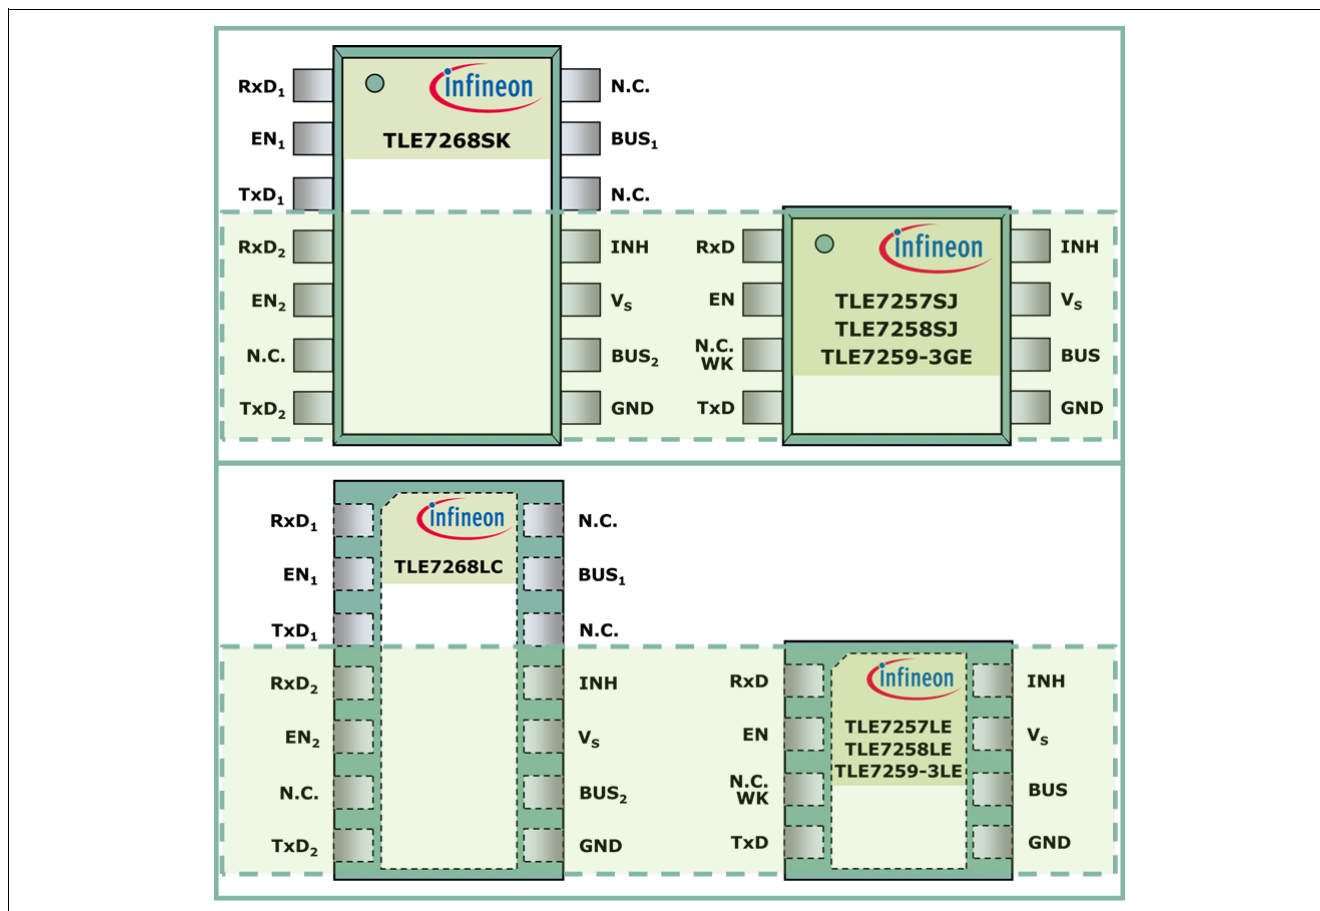 RxD1
infineon
N.C.
EN1
TLE7268SK
BUS1
TxD1
N.C.
RxD2
INH
EN2
VS
N.C.
BUS2
TxD2
GND
RxD
infineon
INH
EN
TLE7257SJ
VS
TLE7258SJ
N.C.
WK
TLE7259-3GE
BUS
TxD
GND
RxD1
infineon
N.C.
EN1
TLE7268LC
BUS1
TxD1
N.C.
RxD2
INH
EN2
VS
N.C.
BUS2
TxD2
GND
RxD
infineon
INH
EN
TLE7257LE
VS
TLE7258LE
TLE7259-3LE
N.C.
WK
BUS
TxD
GND